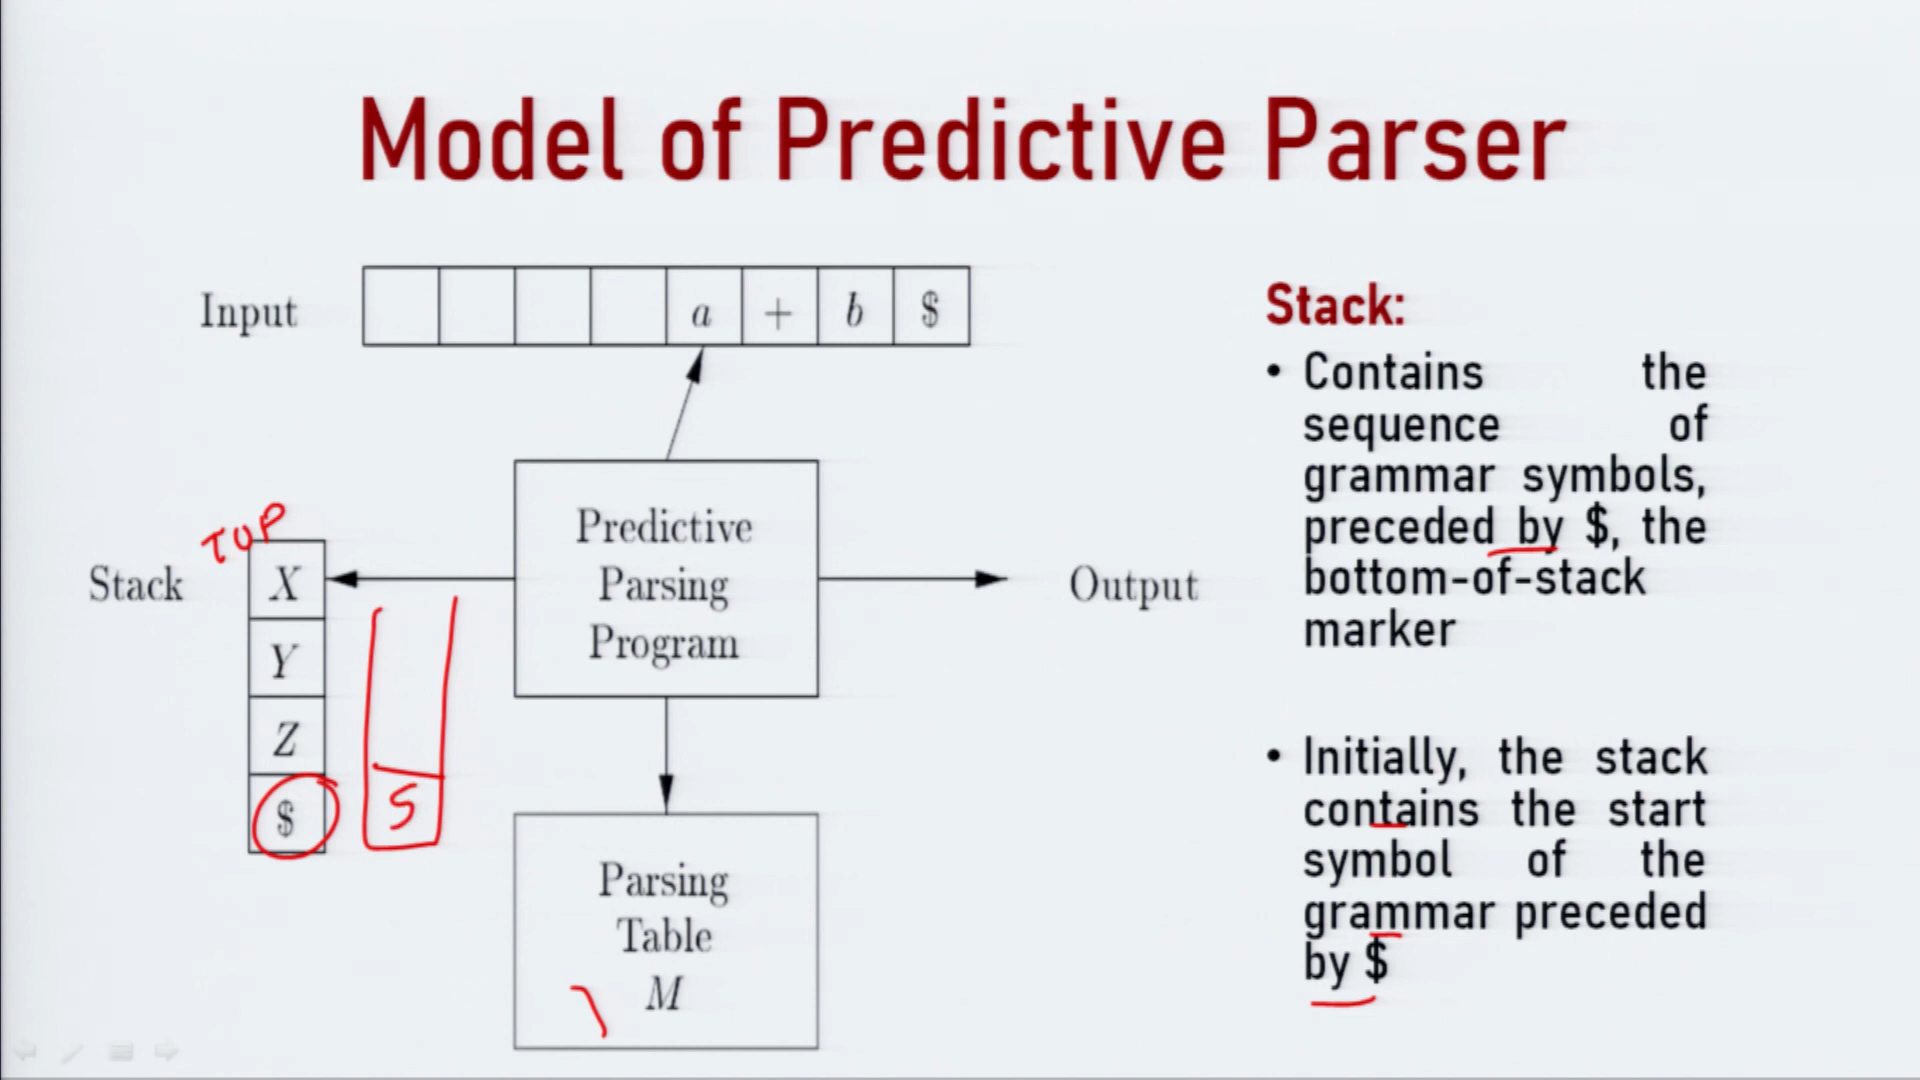 Model of Predictive Parser
Input
a + b $
Stack
TOP
X
Y
Z
$
S
Predictive
Parsing
Program
Output
Parsing
Table
M
Stack:
• Contains the
sequence of
grammar symbols,
preceded by $, the
bottom-of-stack
marker
• Initially, the stack
contains the start
symbol of the
grammar preceded
by $